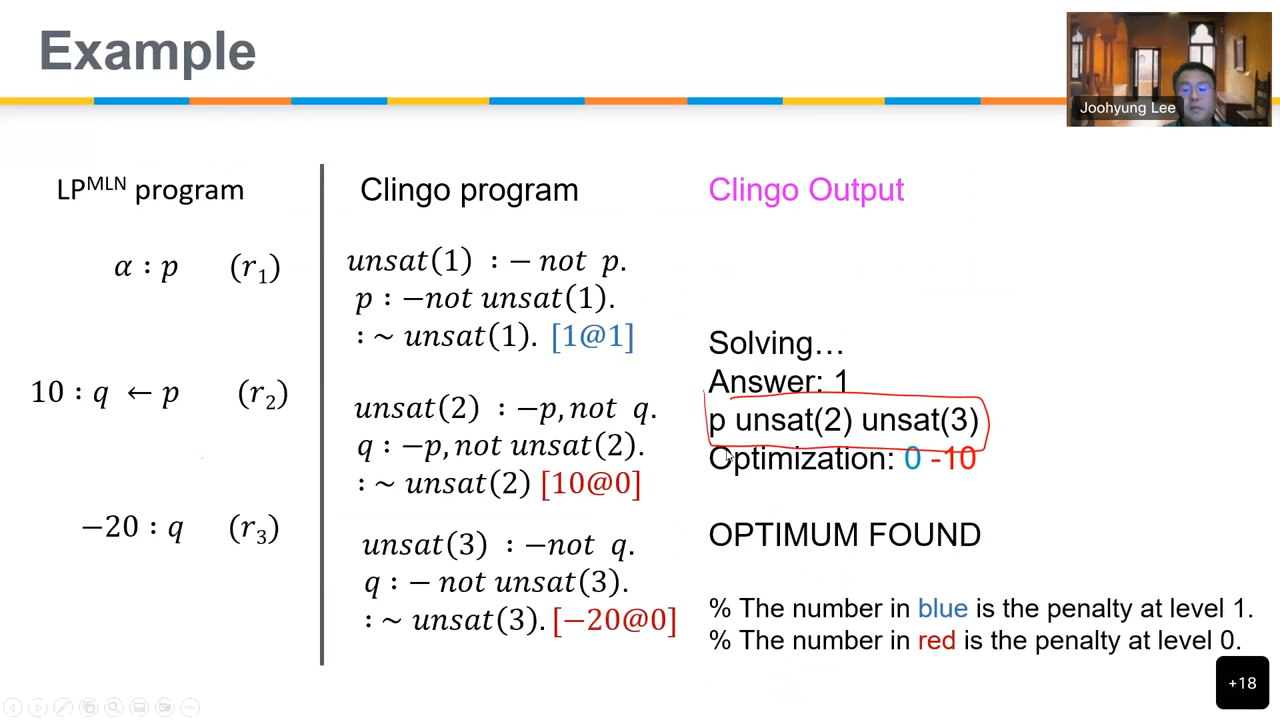 Example
Joohyung Lee
LP^MLN program
α : p (r₁)
10 : q ← p (r₂)
−20 : q (r₃)
Clingo program
unsat(1) :− not p.
p :−not unsat(1).
:~ unsat(1). [1@1]
unsat(2) :−p, not q.
q :−p, not unsat(2).
:~ unsat(2) [10@0]
unsat(3) :−not q.
q :− not unsat(3).
:~ unsat(3). [−20@0]
Clingo Output
Solving…
Answer: 1
p unsat(2) unsat(3)
Optimization: 0 -10
OPTIMUM FOUND
% The number in blue is the penalty at level 1.
% The number in red is the penalty at level 0.
+18